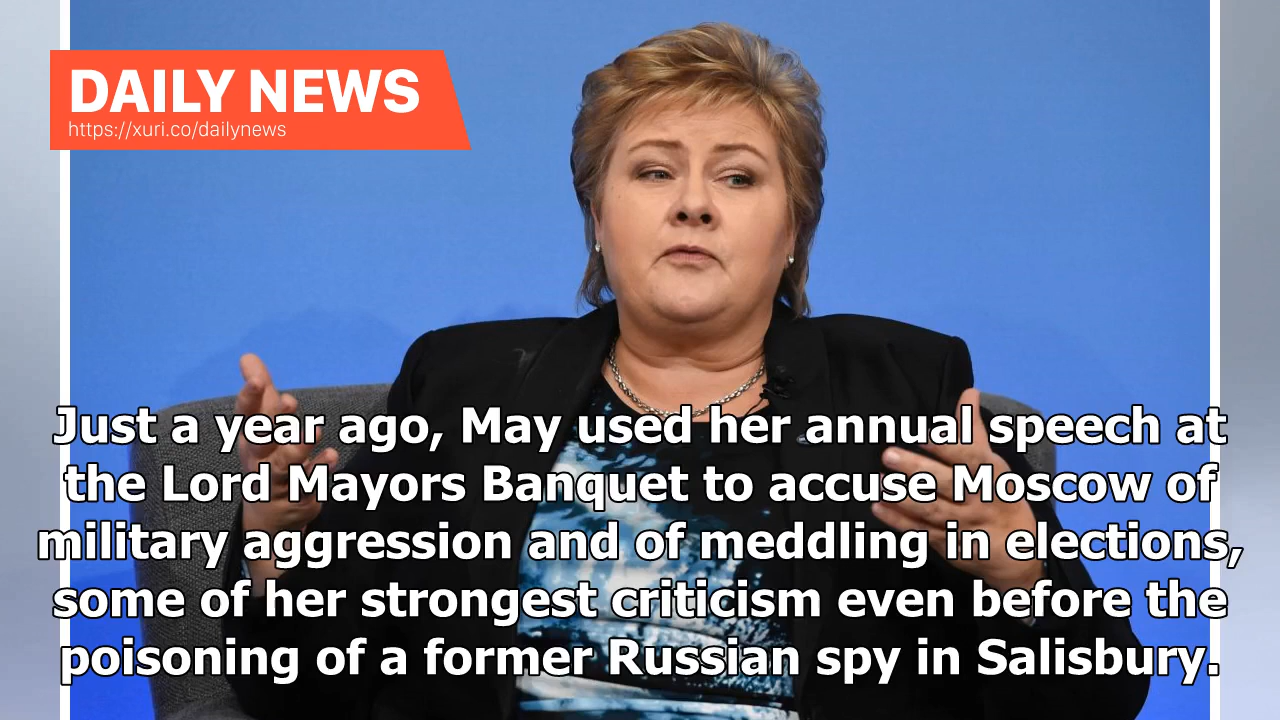 DAILY NEWS
https://xuri.co/dailynews
Just a year ago, May used her annual speech at
the Lord Mayors Banquet to accuse Moscow of
military aggression and of meddling in elections,
some of her strongest criticism even before the
poisoning of a former Russian spy in Salisbury.